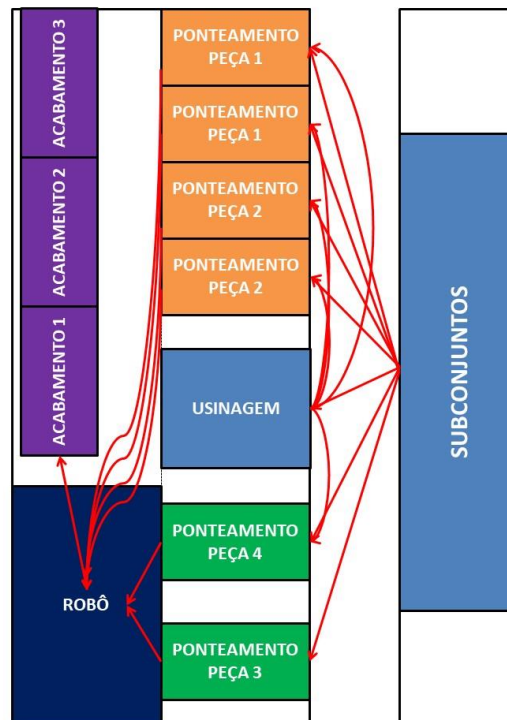 ACABAMENTO 3
ACABAMENTO 2
ACABAMENTO 1
PONTEAMENTO
PEÇA 1
PONTEAMENTO
PEÇA 1
PONTEAMENTO
PEÇA 2
PONTEAMENTO
PEÇA 2
USINAGEM
PONTEAMENTO
PEÇA 4
PONTEAMENTO
PEÇA 3
ROBÔ
SUBCONJUNTOS